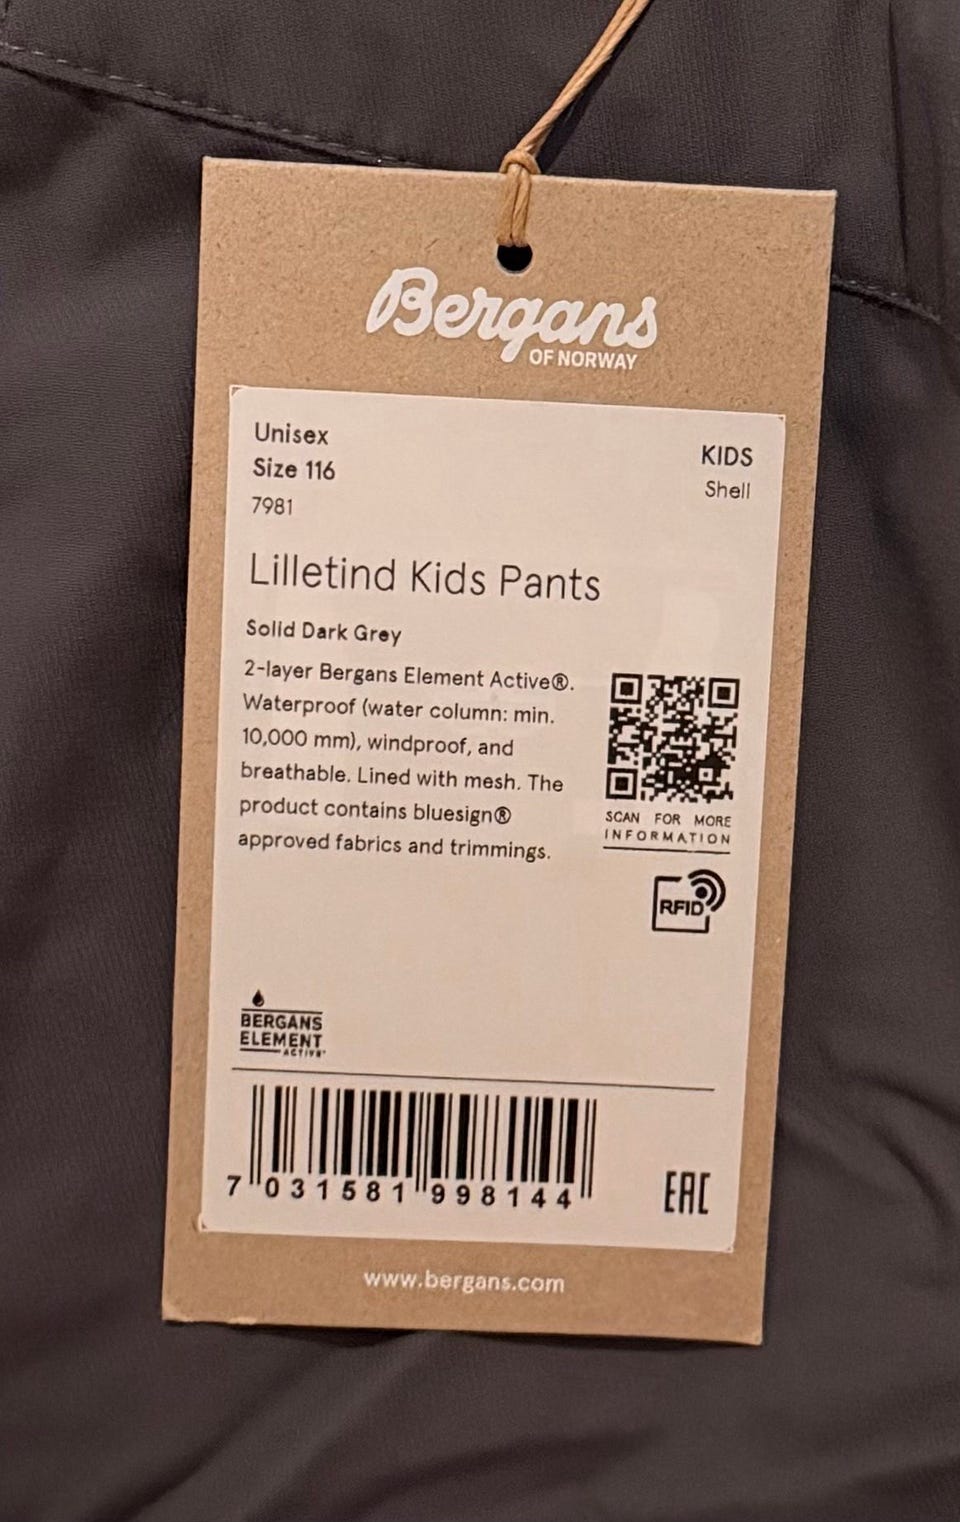 Bergans
OF NORWAY
Unisex
Size 116
7981
KIDS
Shell
Lilletind Kids Pants
Solid Dark Grey
2-layer Bergans Element Active®.
Waterproof (water column: min.
10,000 mm), windproof, and
breathable. Lined with mesh. The
product contains bluesign®
approved fabrics and trimmings.
SCAN FOR MORE
INFORMATION
RFID
BERGANS
ELEMENT
ACTIVE®
7 031581 998144
EAC
www.bergans.com